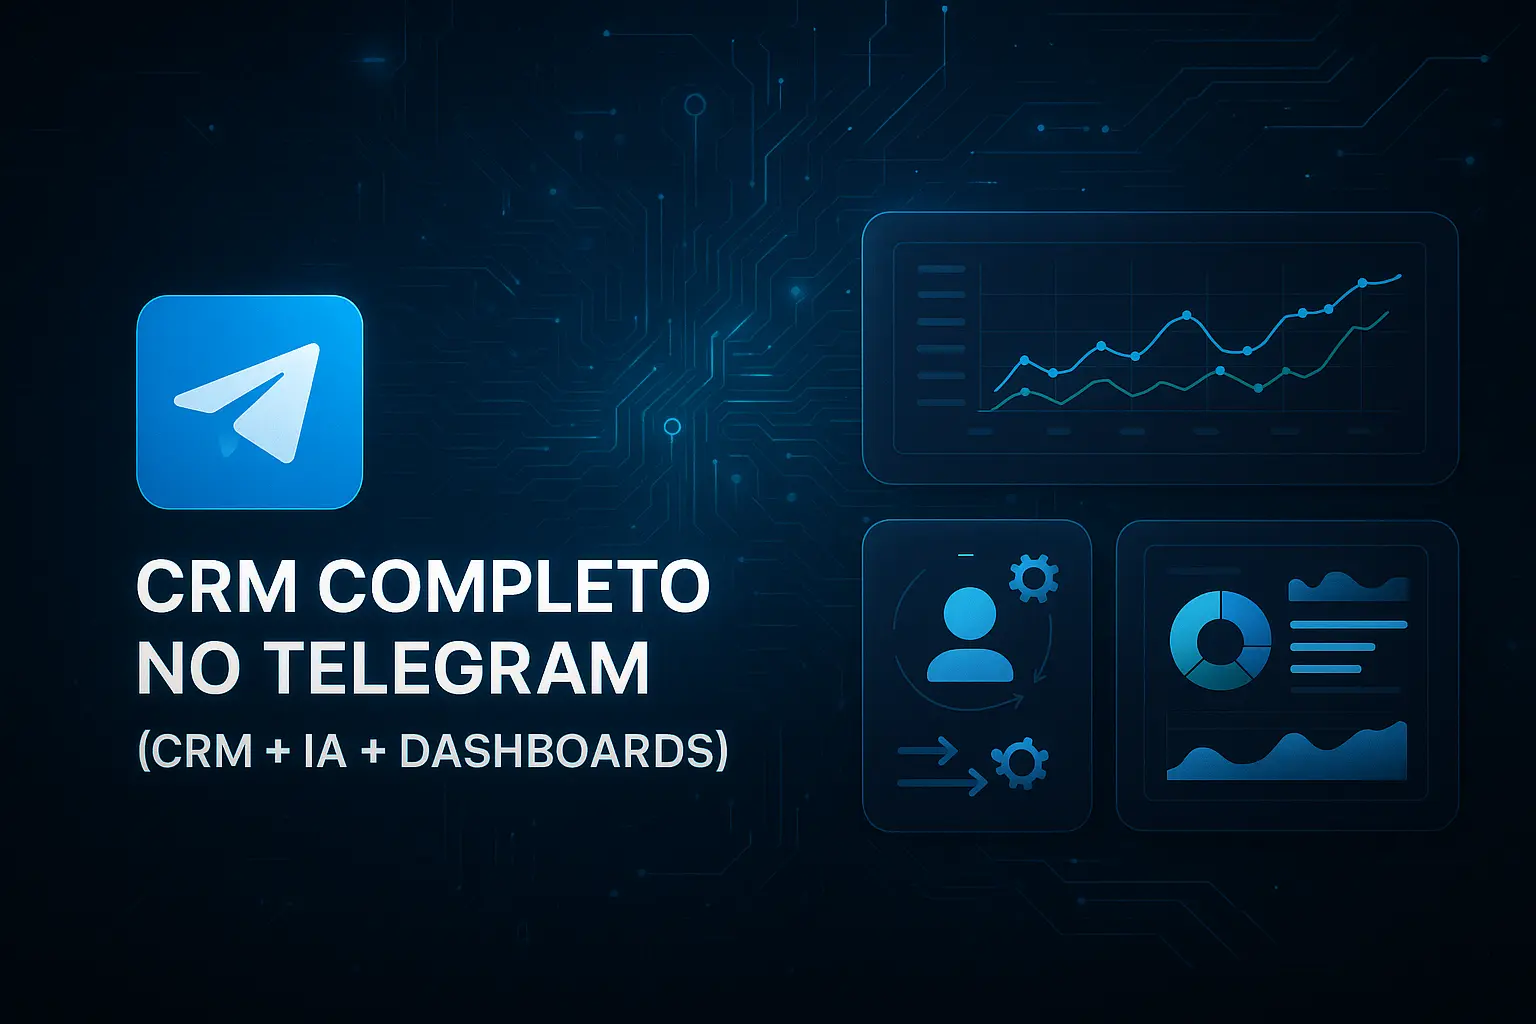 CRM COMPLETO
NO TELEGRAM
(CRM + IA + DASHBOARDS)